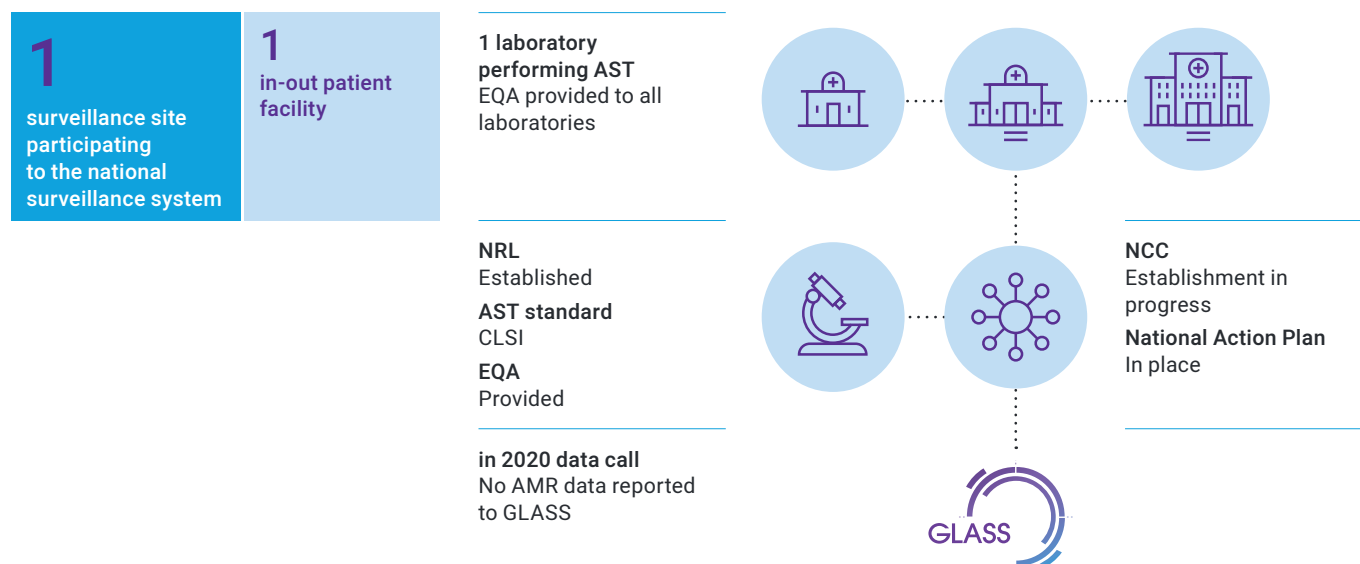 1
surveillance site
participating
to the national
surveillance system
1
in-out patient
facility
1 laboratory
performing AST
EQA provided to all
laboratories
NRL
Established
AST standard
CLSI
EQA
Provided
NCC
Establishment in
progress
National Action Plan
In place
in 2020 data call
No AMR data reported
to GLASS
GLASS